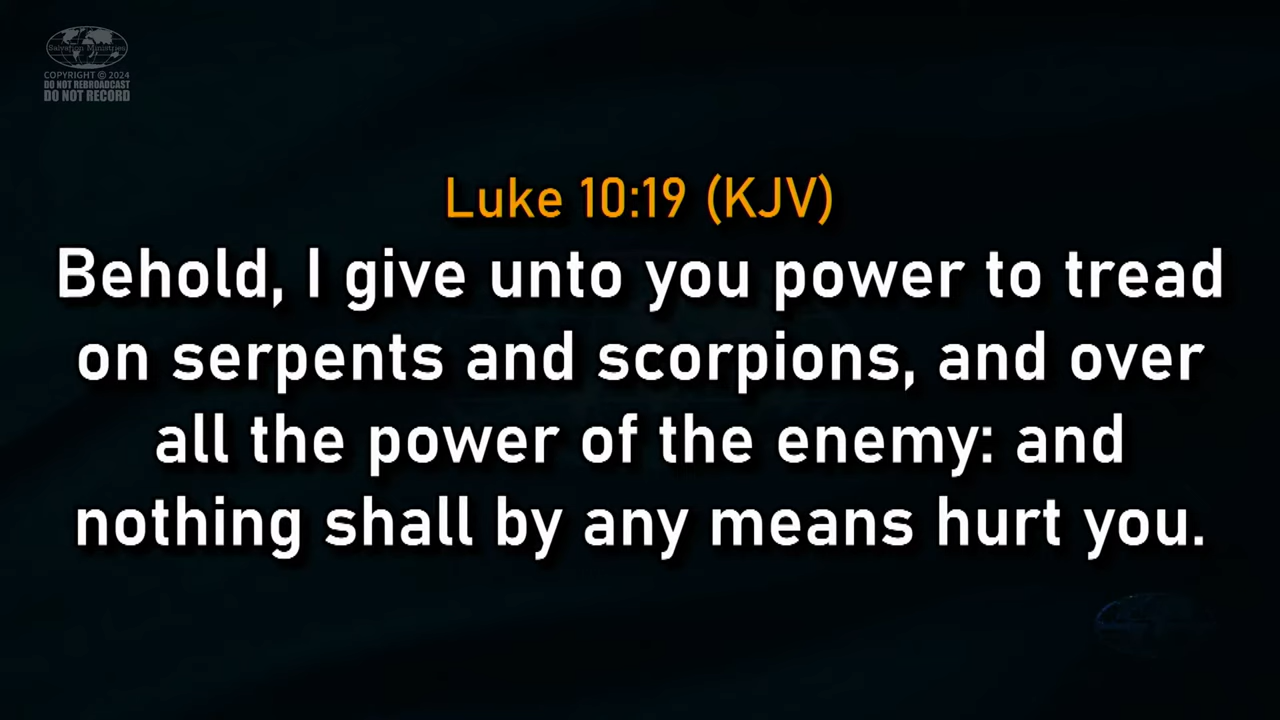 Salvation Ministries
COPYRIGHT © 2024
DO NOT REBROADCAST
DO NOT RECORD
Luke 10:19 (KJV)
Behold, I give unto you power to tread
on serpents and scorpions, and over
all the power of the enemy: and
nothing shall by any means hurt you.